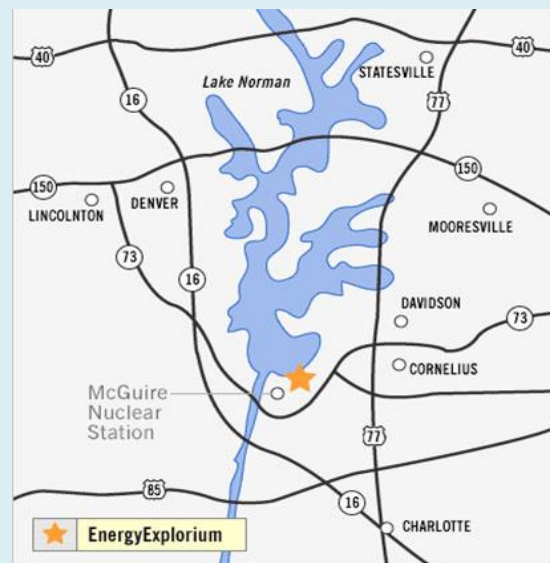 40
40
STATESVILLE
Lake Norman
16
77
150
150
LINCOLNTON
DENVER
MOORESVILLE
73
16
DAVIDSON
73
CORNELIUS
McGuire
Nuclear
Station
77
85
16
CHARLOTTE
EnergyExplorium